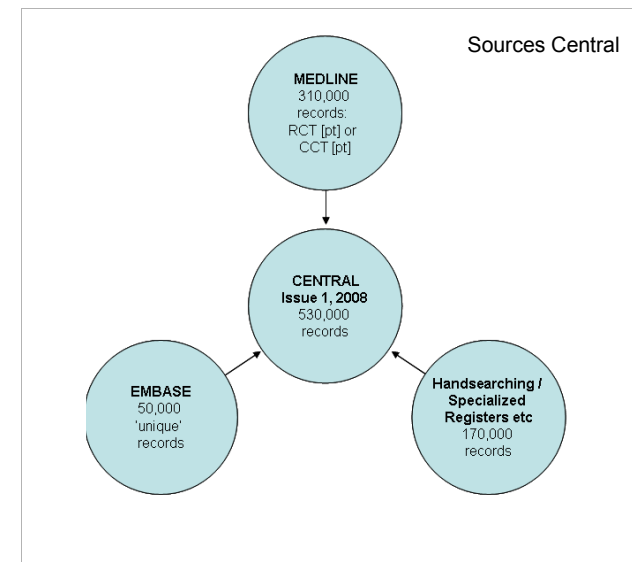 Sources Central
MEDLINE
310,000
records:
RCT [pt] or
CCT [pt]
CENTRAL
Issue 1, 2008
530,000
records
EMBASE
50,000
'unique'
records
Handsearching /
Specialized
Registers etc
170,000
records